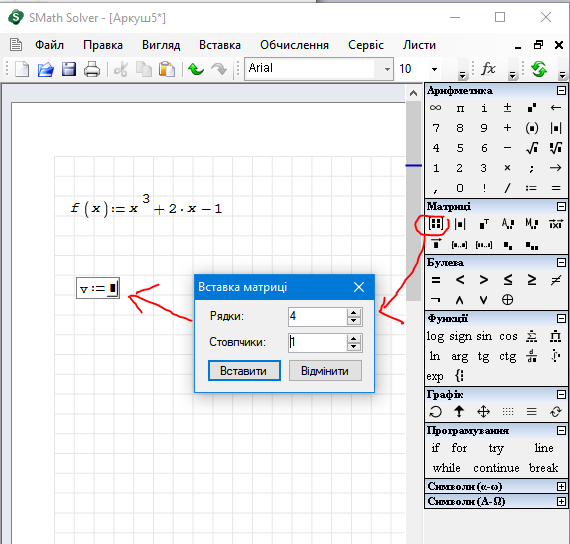 SMath Solver - [Аркуш5*]
Файл Правка Вигляд Вставка Обчислення Сервіс Листи
Arial 10 fx
f(x):=x³+2·x-1
v:=
Вставка матриці
Рядки: 4
Стовпчики: 1
Вставити Відмінити
Арифметика
∞ π i ± ←
7 8 9 +
4 5 6 -
1 2 3 × ; →
, 0 ! / := =
Матриці
Булева
= < > ≤ ≥ ≠
¬ ∧ ∨ ⊕
Функції
log sign sin cos
ln arg tg ctg
exp
Графік
Програмування
if for try line
while continue break
Символи (α-ω)
Символи (Α-Ω)